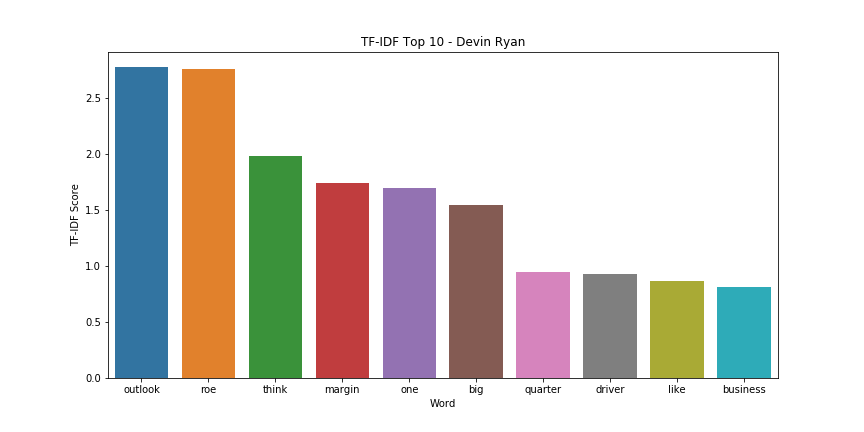 TF-IDF Top 10 - Devin Ryan
TF-IDF Score
2.5
2.0
1.5
1.0
0.5
0.0
outlook roe think margin one big quarter driver like business
Word